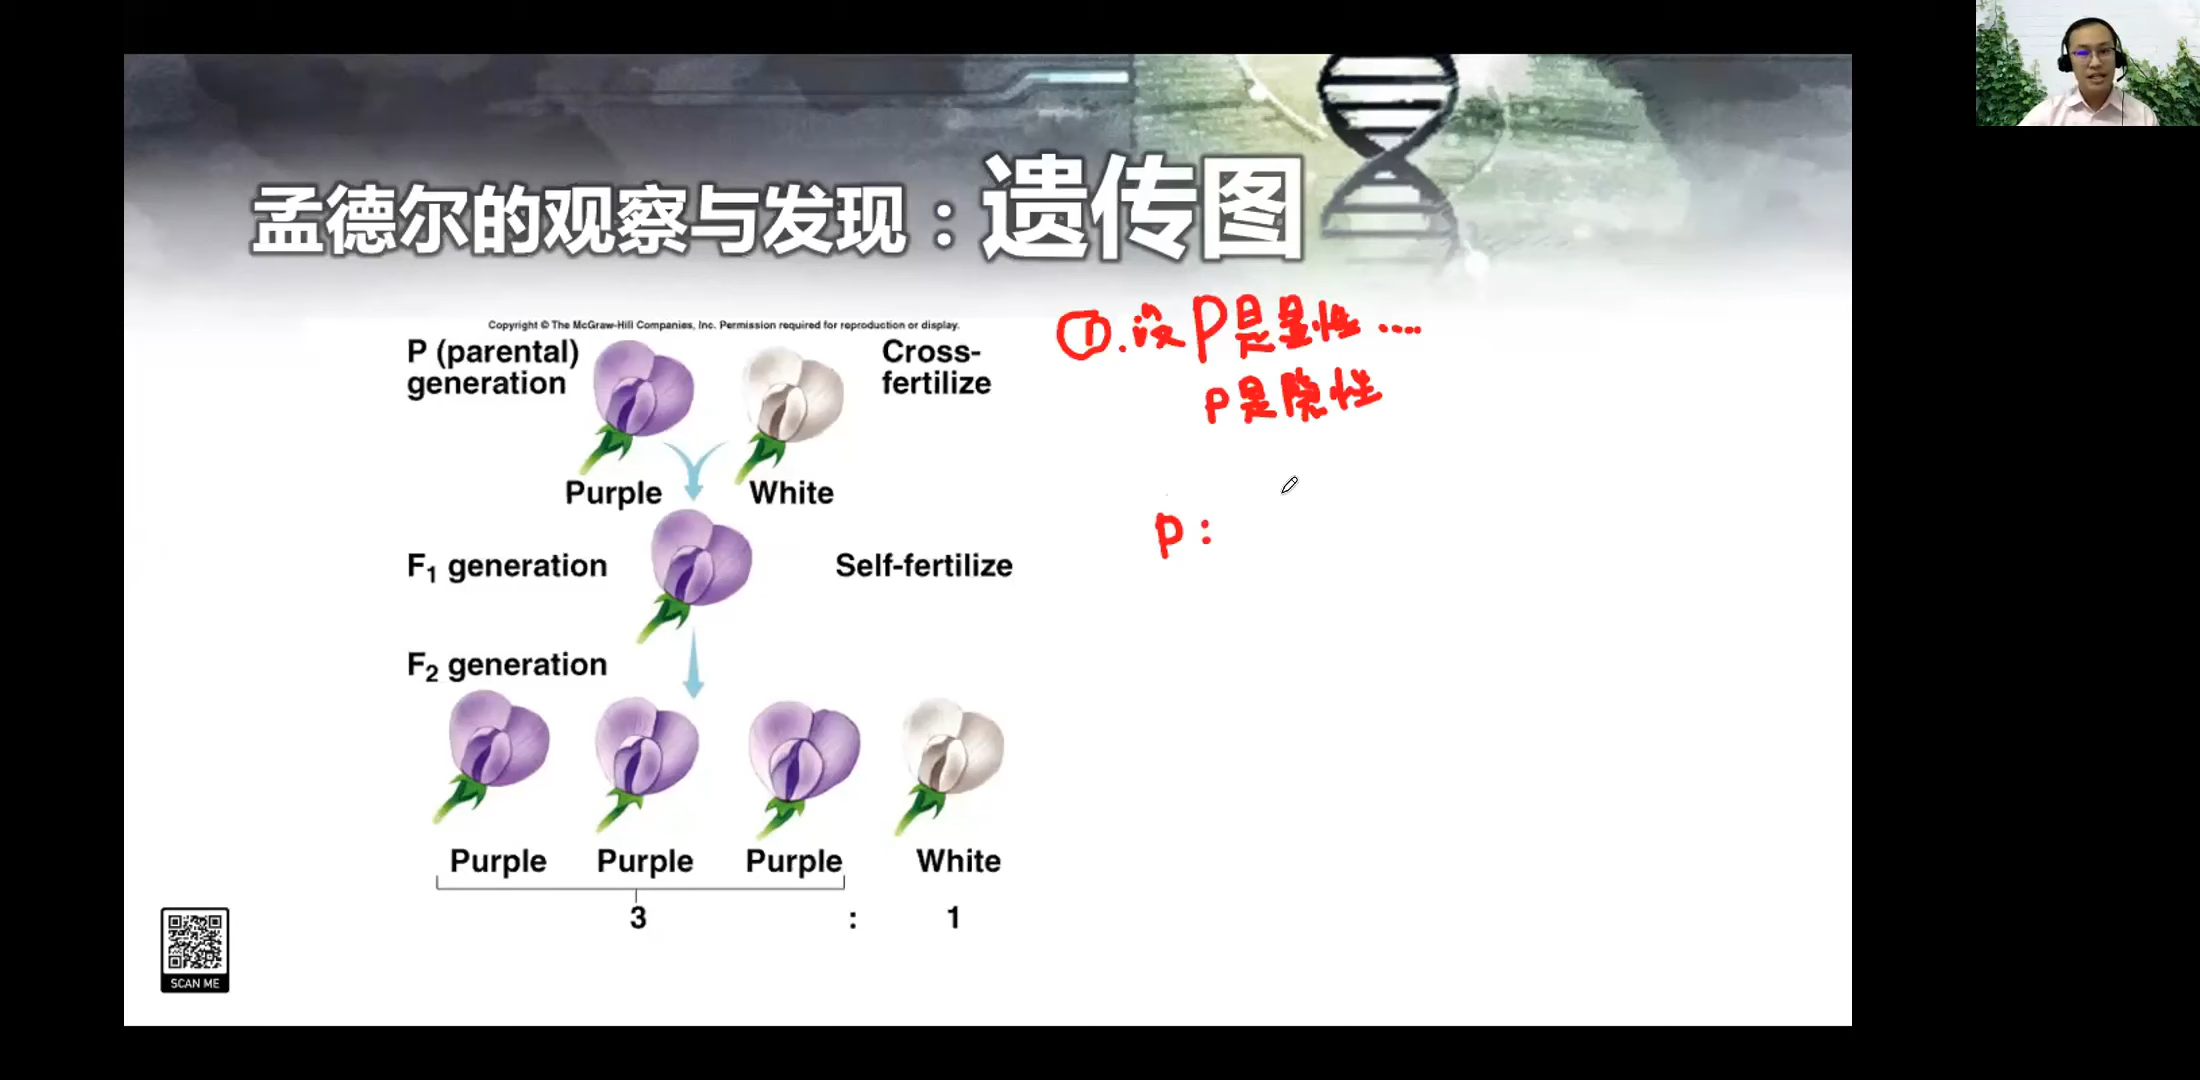 孟德尔的观察与发现：遗传图
Copyright © The McGraw-Hill Companies, Inc. Permission required for reproduction or display.
P (parental) generation
Cross-fertilize
Purple
White
F₁ generation
Self-fertilize
F₂ generation
Purple
Purple
Purple
White
3 : 1
SCAN ME
①. 设P是显性 ....
p是隐性
P :